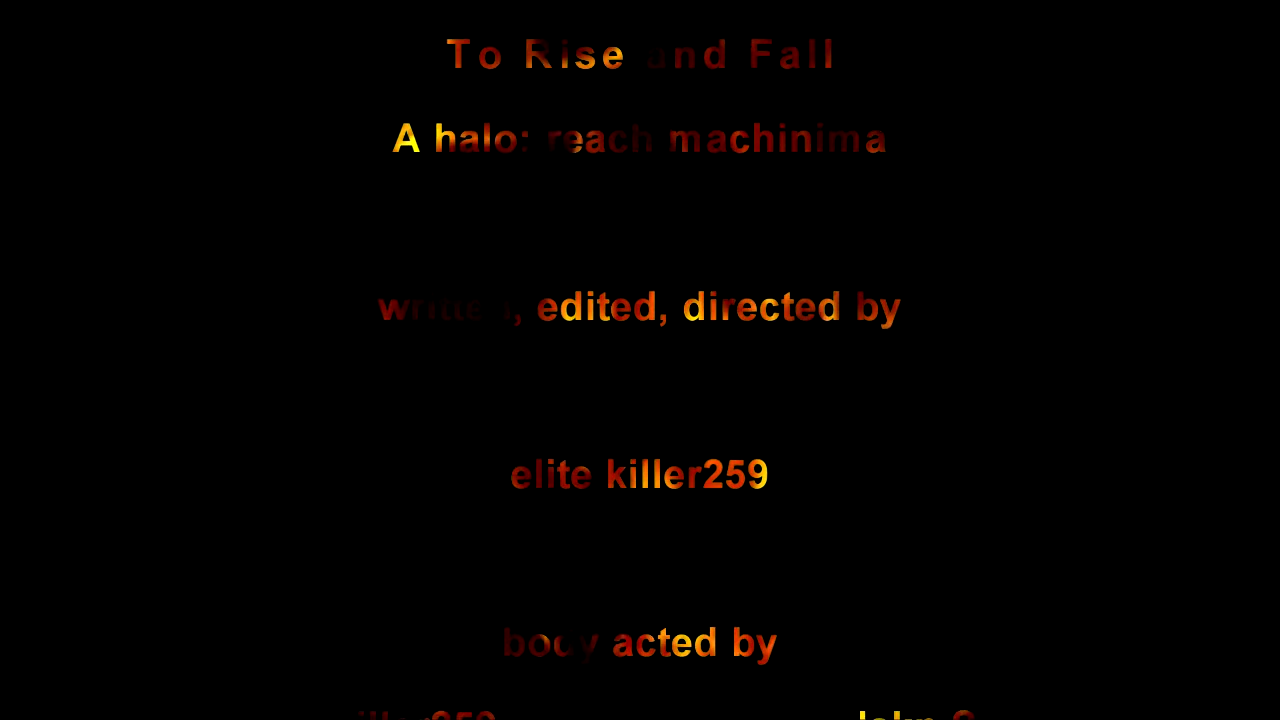 To Rise and Fall
A halo: reach machinima
written, edited, directed by
elite killer259
body acted by